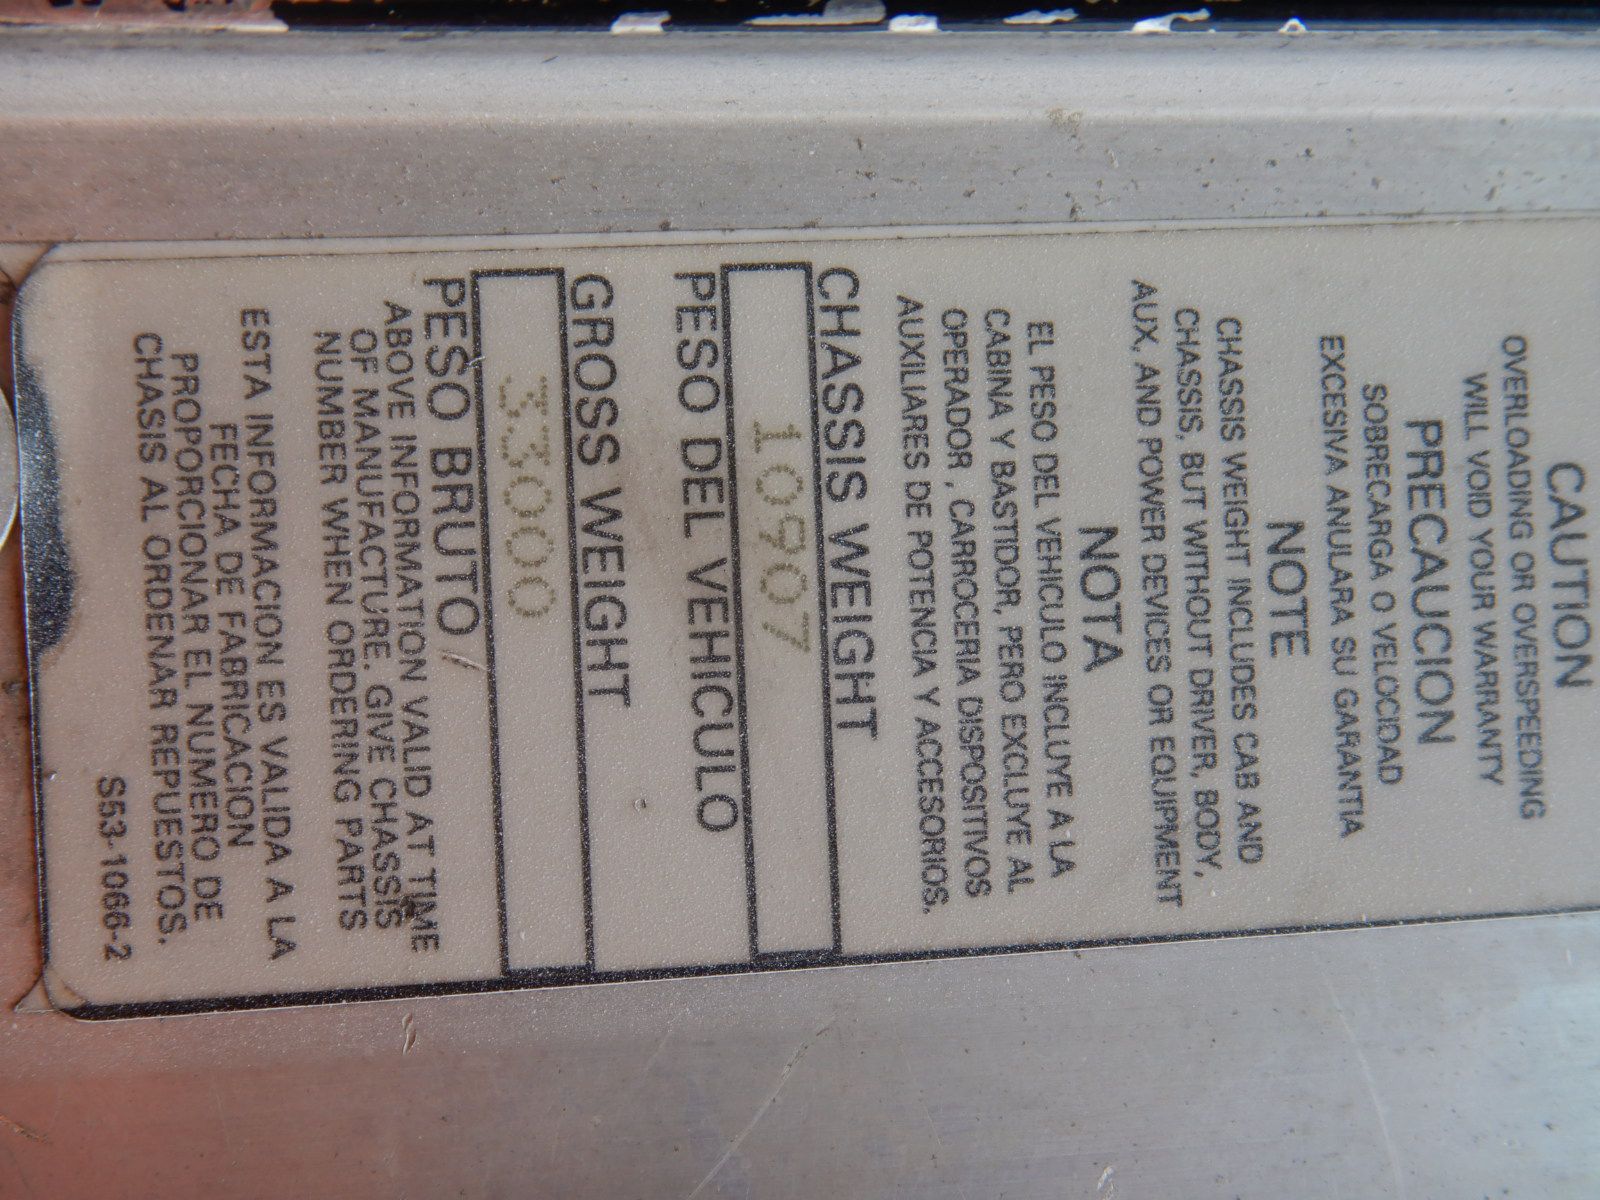 CAUTION
OVERLOADING OR OVERSPEEDING
WILL VOID YOUR WARRANTY
PRECAUCION
SOBRECARGA O VELOCIDAD
EXCESIVA ANULARA SU GARANTIA
NOTE
CHASSIS WEIGHT INCLUDES CAB AND
CHASSIS, BUT WITHOUT DRIVER, BODY,
AUX, AND POWER DEVICES OR EQUIPMENT
NOTA
EL PESO DEL VEHICULO INCLUYE A LA
CABINA Y BASTIDOR, PERO EXCLUYE AL
OPERADOR, CARROCERIA DISPOSITIVOS
AUXILIARES DE POTENCIA Y ACCESORIOS.
CHASSIS WEIGHT
10907
PESO DEL VEHICULO
GROSS WEIGHT
33000
PESO BRUTO
ABOVE INFORMATION VALID AT TIME
OF MANUFACTURE. GIVE CHASSIS
NUMBER WHEN ORDERING PARTS
ESTA INFORMACION ES VALIDA A LA
FECHA DE FABRICACION
PROPORCIONAR EL NUMERO DE
CHASIS AL ORDENAR REPUESTOS.
S53-1066-2